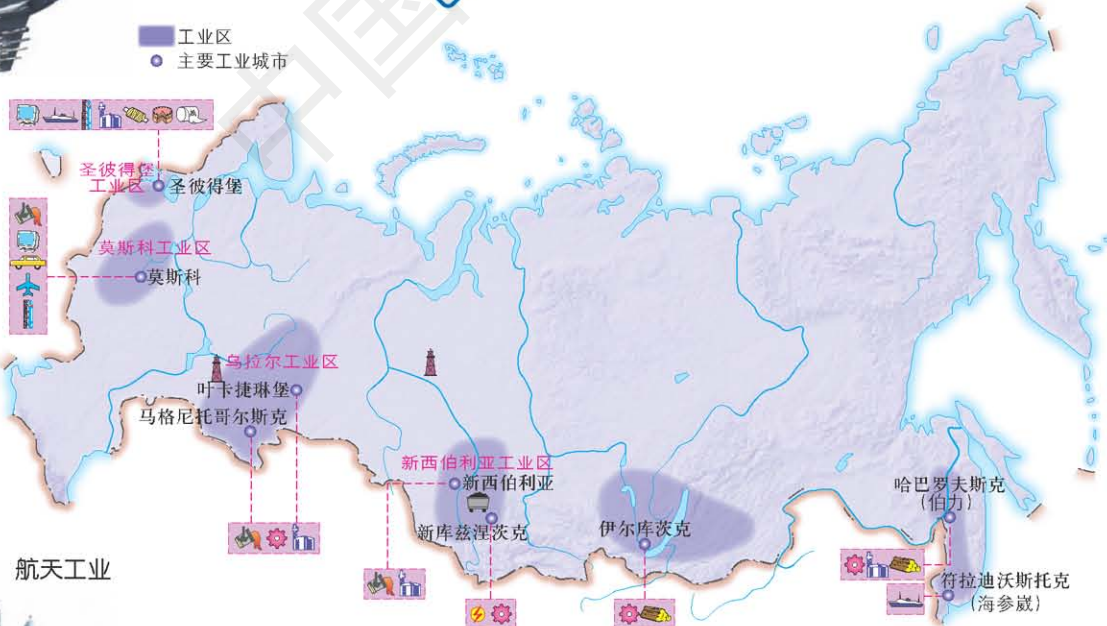 中国
工业区
主要工业城市
圣彼得堡
工业区
圣彼得堡
莫斯科工业区
莫斯科
乌拉尔工业区
叶卡捷琳堡
马格尼托哥尔斯克
新西伯利亚工业区
新西伯利亚
新库兹涅茨克
伊尔库茨克
哈巴罗夫斯克
（伯力）
符拉迪沃斯托克
（海参崴）
航天工业